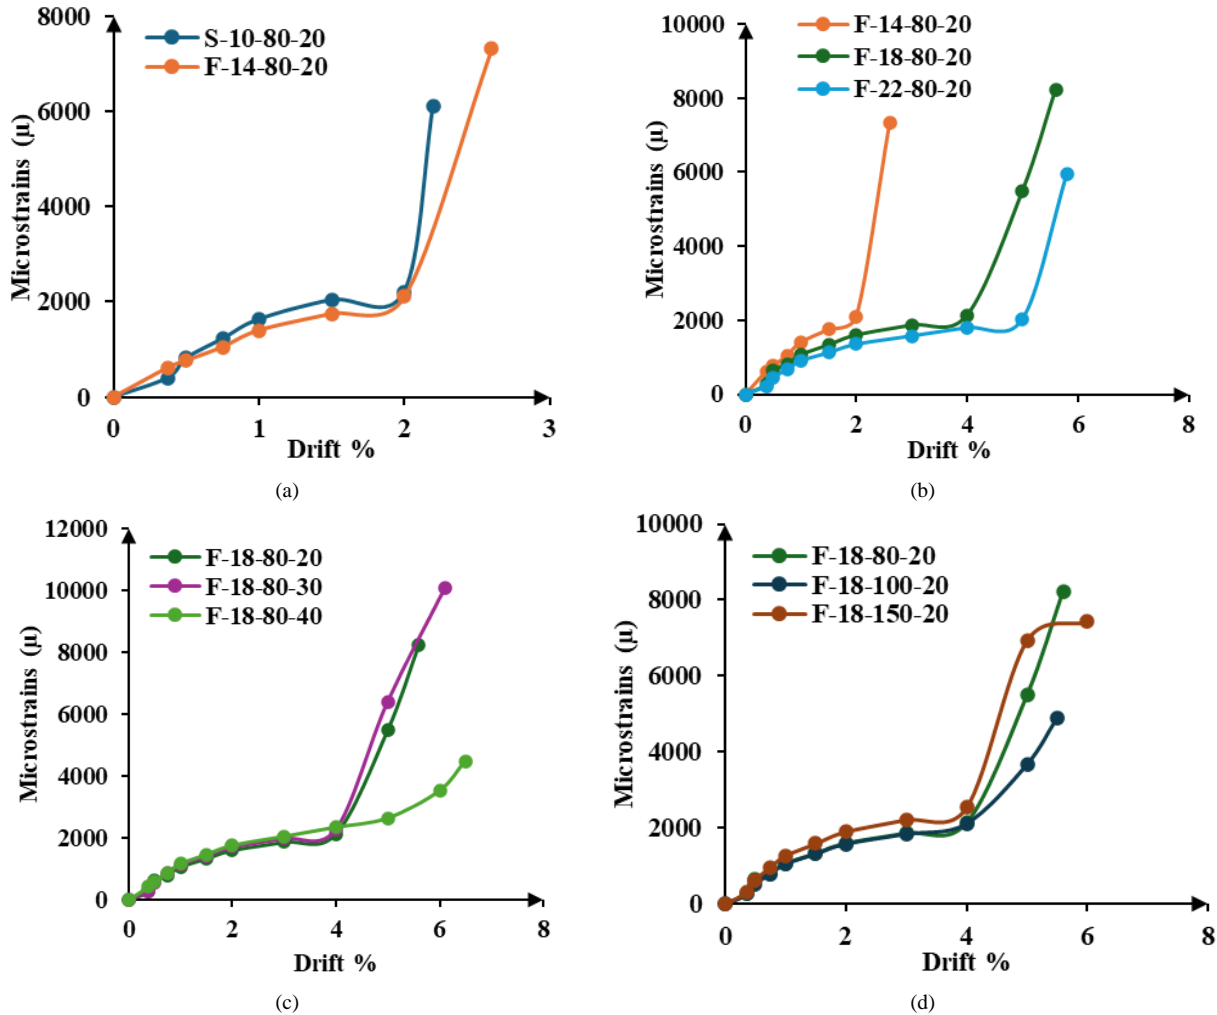 8000
6000
4000
2000
0
Microstrains (µ)
S-10-80-20
F-14-80-20
0 1 2 3
Drift %
(a)
10000
8000
6000
4000
2000
0
Microstrains (µ)
F-14-80-20
F-18-80-20
F-22-80-20
0 2 4 6 8
Drift %
(b)
12000
10000
8000
6000
4000
2000
0
Microstrains (µ)
F-18-80-20
F-18-80-30
F-18-80-40
0 2 4 6 8
Drift %
(c)
10000
8000
6000
4000
2000
0
Microstrains (µ)
F-18-80-20
F-18-100-20
F-18-150-20
0 2 4 6 8
Drift %
(d)